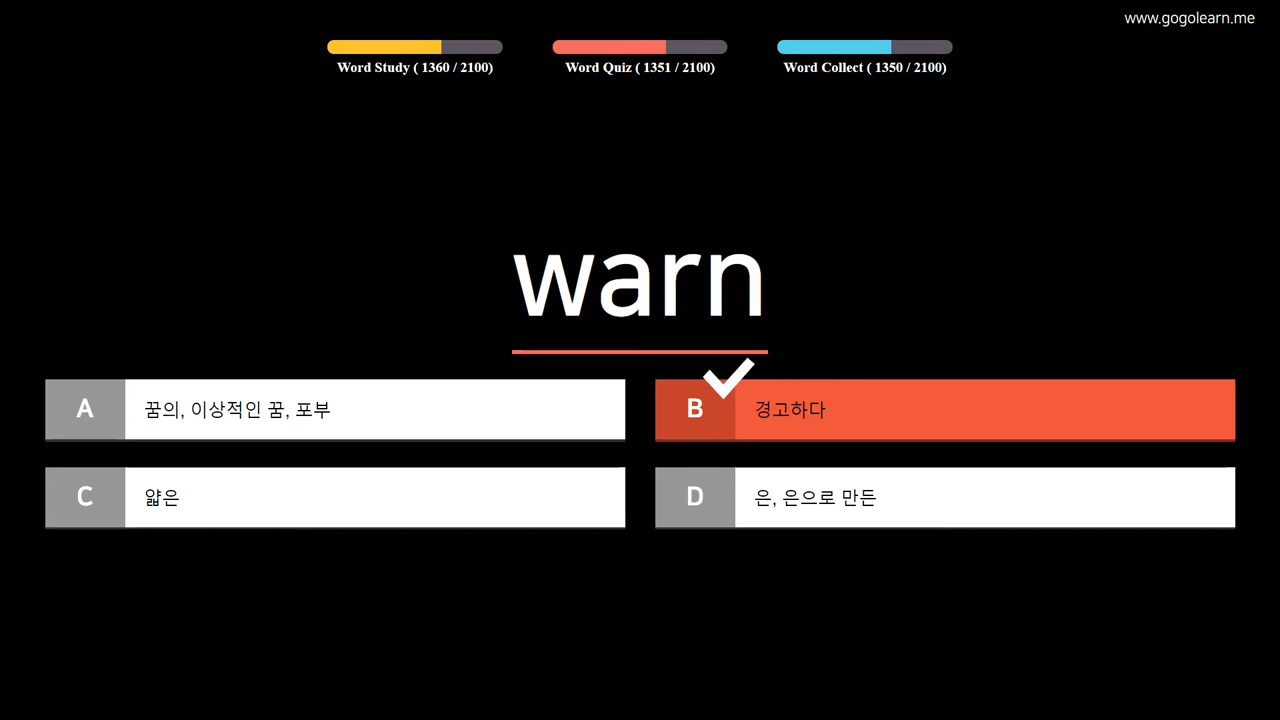 www.gogolearn.me
Word Study ( 1360 / 2100)
Word Quiz ( 1351 / 2100)
Word Collect ( 1350 / 2100)
warn
A 꿈의, 이상적인 꿈, 포부
B 경고하다
C 얇은
D 은, 은으로 만든